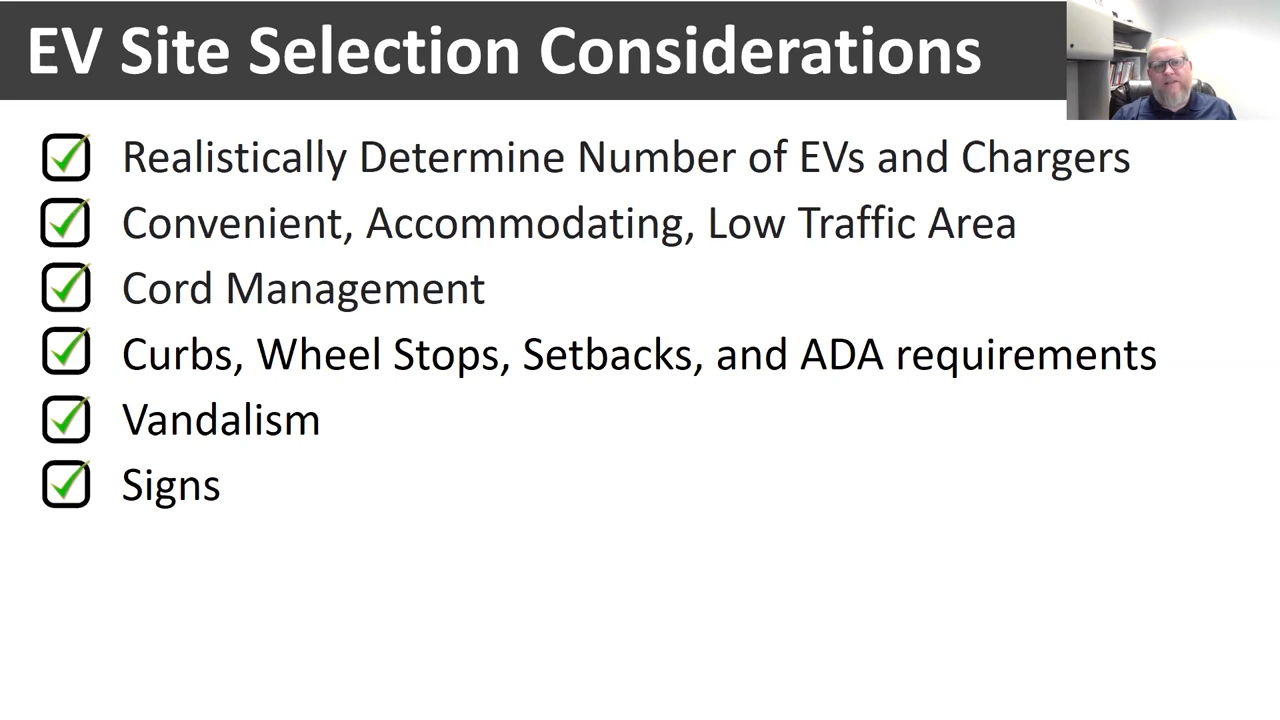 EV Site Selection Considerations
Realistically Determine Number of EVs and Chargers
Convenient, Accommodating, Low Traffic Area
Cord Management
Curbs, Wheel Stops, Setbacks, and ADA requirements
Vandalism
Signs